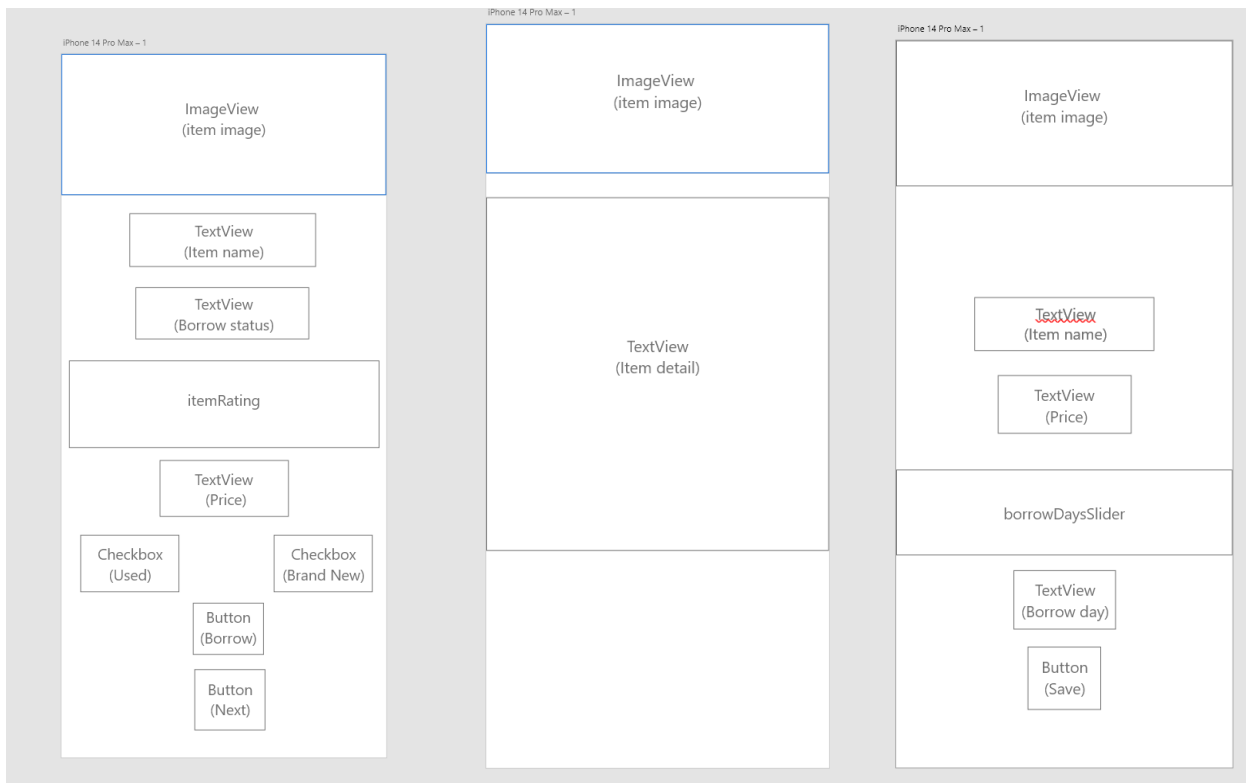 iPhone 14 Pro Max – 1
ImageView
(item image)
TextView
(Item name)
TextView
(Borrow status)
itemRating
TextView
(Price)
Checkbox
(Used)
Checkbox
(Brand New)
Button
(Borrow)
Button
(Next)
iPhone 14 Pro Max – 1
ImageView
(item image)
TextView
(Item detail)
iPhone 14 Pro Max – 1
ImageView
(item image)
TextView
(Item name)
TextView
(Price)
borrowDaysSlider
TextView
(Borrow day)
Button
(Save)